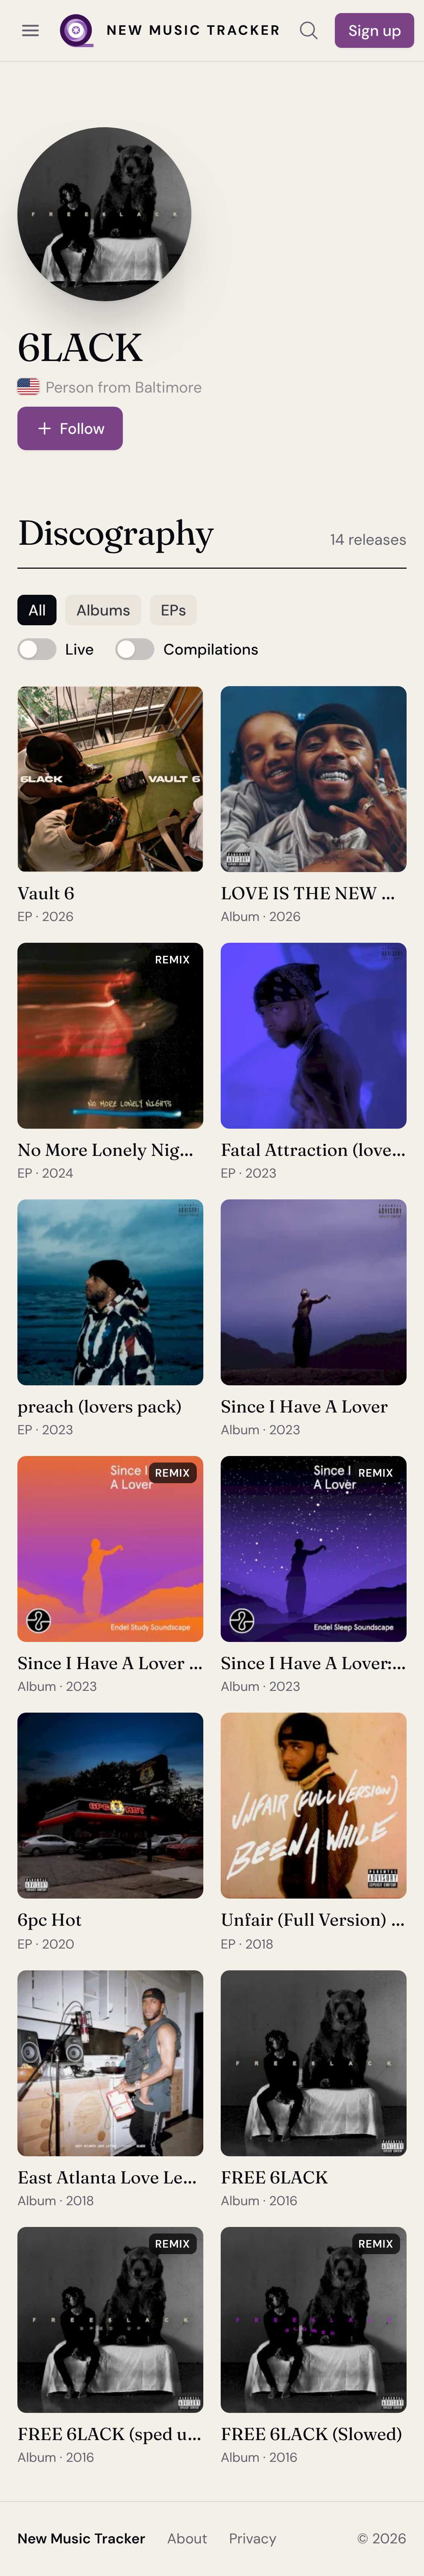 NEW MUSIC TRACKER
Sign up
FREE6LACK
6LACK
Person from Baltimore
Follow
Discography
14 releases
All
Albums
EPs
Live
Compilations
6LACK
VAULT 6
Vault 6
EP · 2026
LOVE IS THE NEW ...
Album · 2026
REMIX
NO MORE LONELY NIGHTS
No More Lonely Nig...
EP · 2024
Fatal Attraction (love...
EP · 2023
preach (lovers pack)
EP · 2023
Since I Have A Lover
Album · 2023
Since I
A Lover
REMIX
Endel Study Soundscape
Since I Have A Lover ...
Album · 2023
Since I
A Lover
REMIX
Endel Sleep Soundscape
Since I Have A Lover:...
Album · 2023
6pc Hot
EP · 2020
UNFAIR (FULL VERSION)
BEEN A WHILE
Unfair (Full Version) ...
EP · 2018
East Atlanta Love Le...
Album · 2018
FREE6LACK
FREE 6LACK
Album · 2016
REMIX
FREE6LACK
FREE 6LACK (sped u...
Album · 2016
REMIX
FREE 6LACK (Slowed)
Album · 2016
New Music Tracker
About
Privacy
© 2026